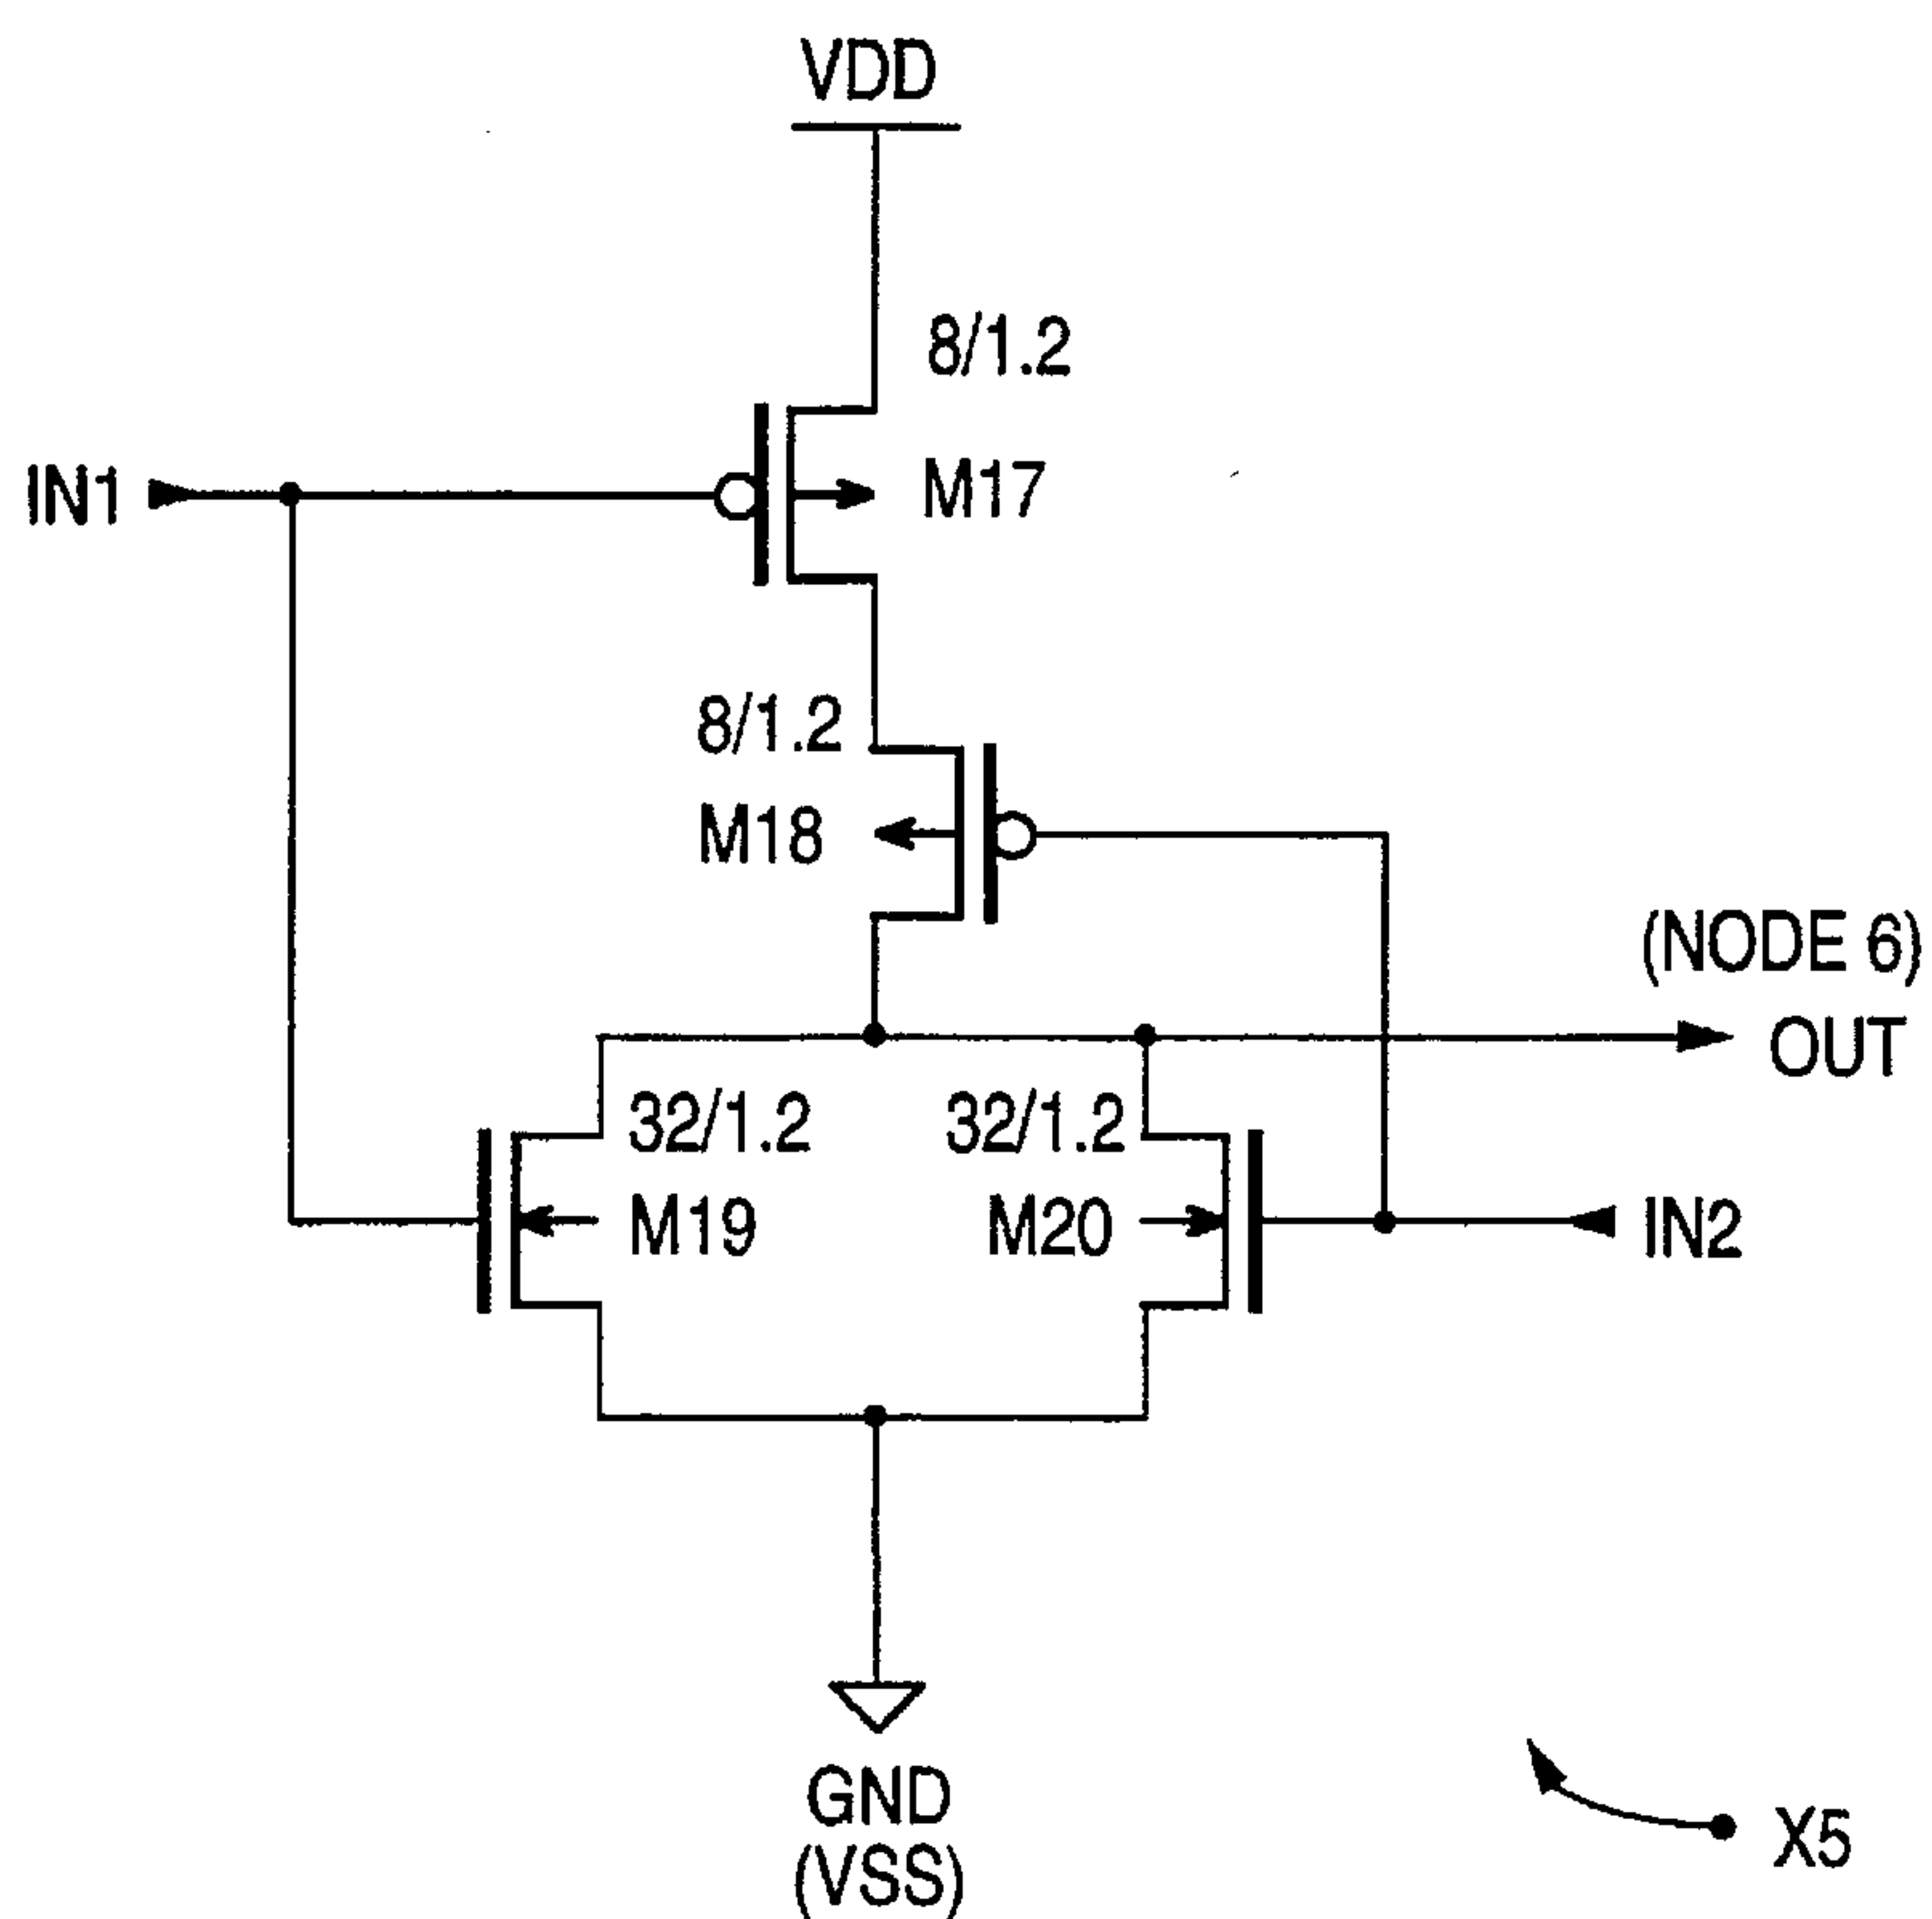 VDD
8/1.2
IN1
M17
8/1.2
M18
(NODE 6)
OUT
32/1.2
32/1.2
M19
M20
IN2
GND
(VSS)
X5